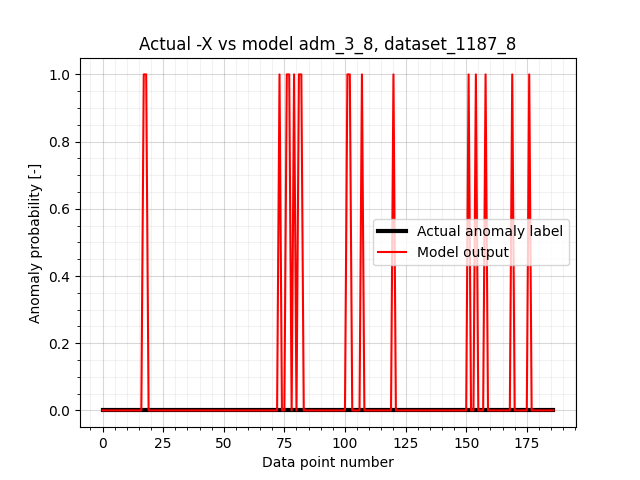 Actual -X vs model adm_3_8, dataset_1187_8
Anomaly probability [-]
1.0
0.8
0.6
0.4
0.2
0.0
Actual anomaly label
Model output
0 25 50 75 100 125 150 175
Data point number